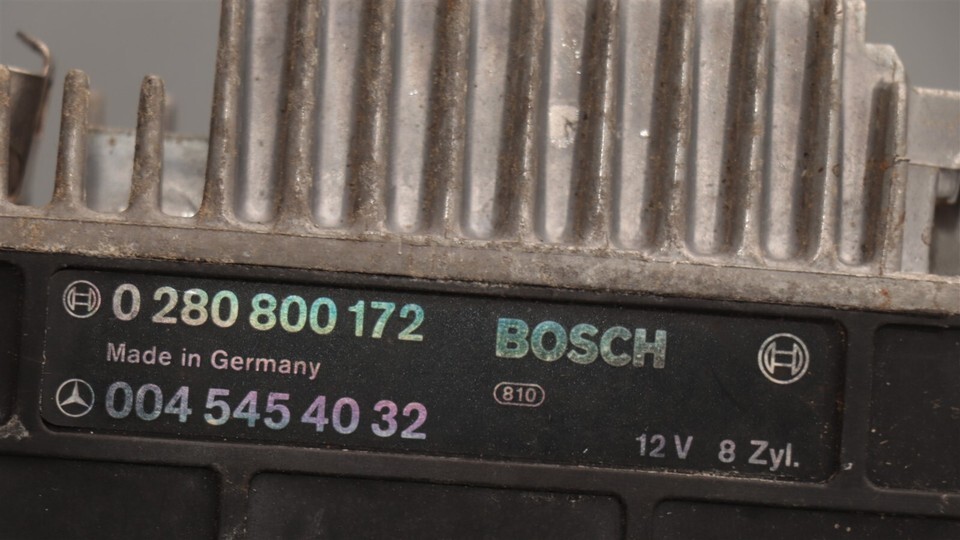 0 280 800 172
Made in Germany
004 545 40 32
BOSCH
810
12 V 8 Zyl.